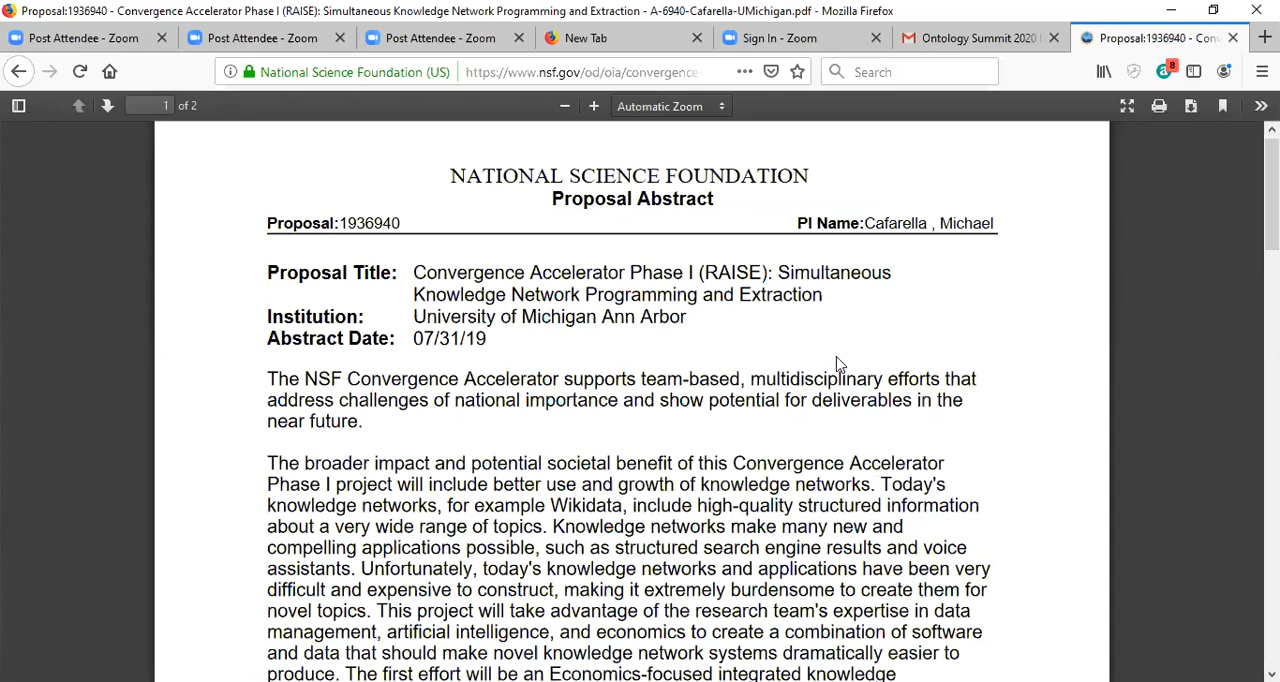 Proposal:1936940 - Convergence Accelerator Phase I (RAISE): Simultaneous Knowledge Network Programming and Extraction - A-6940-Cafarella-UMichigan.pdf - Mozilla Firefox
Post Attendee - Zoom Post Attendee - Zoom Post Attendee - Zoom New Tab Sign In - Zoom Ontology Summit 2020 Proposal:1936940 - Con
National Science Foundation (US) https://www.nsf.gov/od/oia/convergence- Search 8
1 of 2 Automatic Zoom
NATIONAL SCIENCE FOUNDATION
Proposal Abstract
Proposal:1936940 PI Name:Cafarella , Michael
Proposal Title: Convergence Accelerator Phase I (RAISE): Simultaneous
Knowledge Network Programming and Extraction
Institution: University of Michigan Ann Arbor
Abstract Date: 07/31/19
The NSF Convergence Accelerator supports team-based, multidisciplinary efforts that
address challenges of national importance and show potential for deliverables in the
near future.
The broader impact and potential societal benefit of this Convergence Accelerator
Phase I project will include better use and growth of knowledge networks. Today's
knowledge networks, for example Wikidata, include high-quality structured information
about a very wide range of topics. Knowledge networks make many new and
compelling applications possible, such as structured search engine results and voice
assistants. Unfortunately, today's knowledge networks and applications have been very
difficult and expensive to construct, making it extremely burdensome to create them for
novel topics. This project will take advantage of the research team's expertise in data
management, artificial intelligence, and economics to create a combination of software
and data that should make novel knowledge network systems dramatically easier to
produce. The first effort will be an Economics-focused integrated knowledge